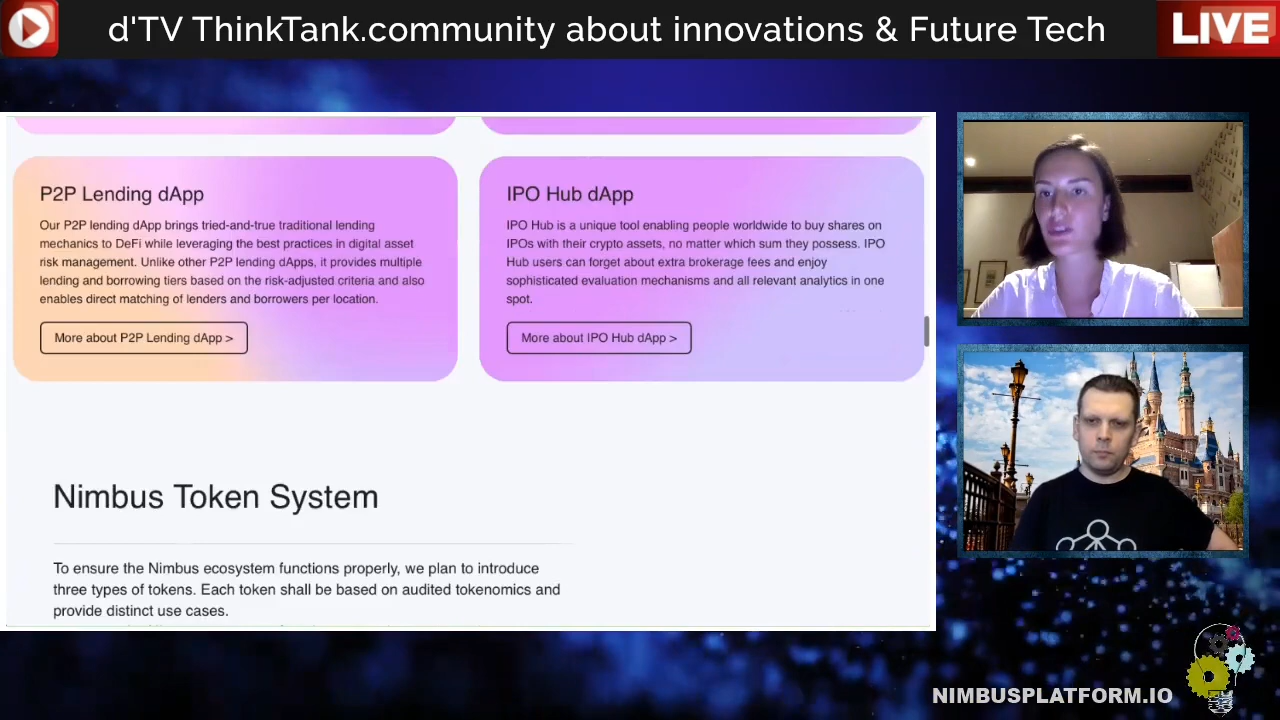 d'TV ThinkTank.community about innovations & Future Tech
LIVE
P2P Lending dApp
Our P2P lending dApp brings tried-and-true traditional lending
mechanics to DeFi while leveraging the best practices in digital asset
risk management. Unlike other P2P lending dApps, it provides multiple
lending and borrowing tiers based on the risk-adjusted criteria and also
enables direct matching of lenders and borrowers per location.
More about P2P Lending dApp >
IPO Hub dApp
IPO Hub is a unique tool enabling people worldwide to buy shares on
IPOs with their crypto assets, no matter which sum they possess. IPO
Hub users can forget about extra brokerage fees and enjoy
sophisticated evaluation mechanisms and all relevant analytics in one
spot.
More about IPO Hub dApp >
Nimbus Token System
To ensure the Nimbus ecosystem functions properly, we plan to introduce
three types of tokens. Each token shall be based on audited tokenomics and
provide distinct use cases.
NIMBUSPLATFORM.IO